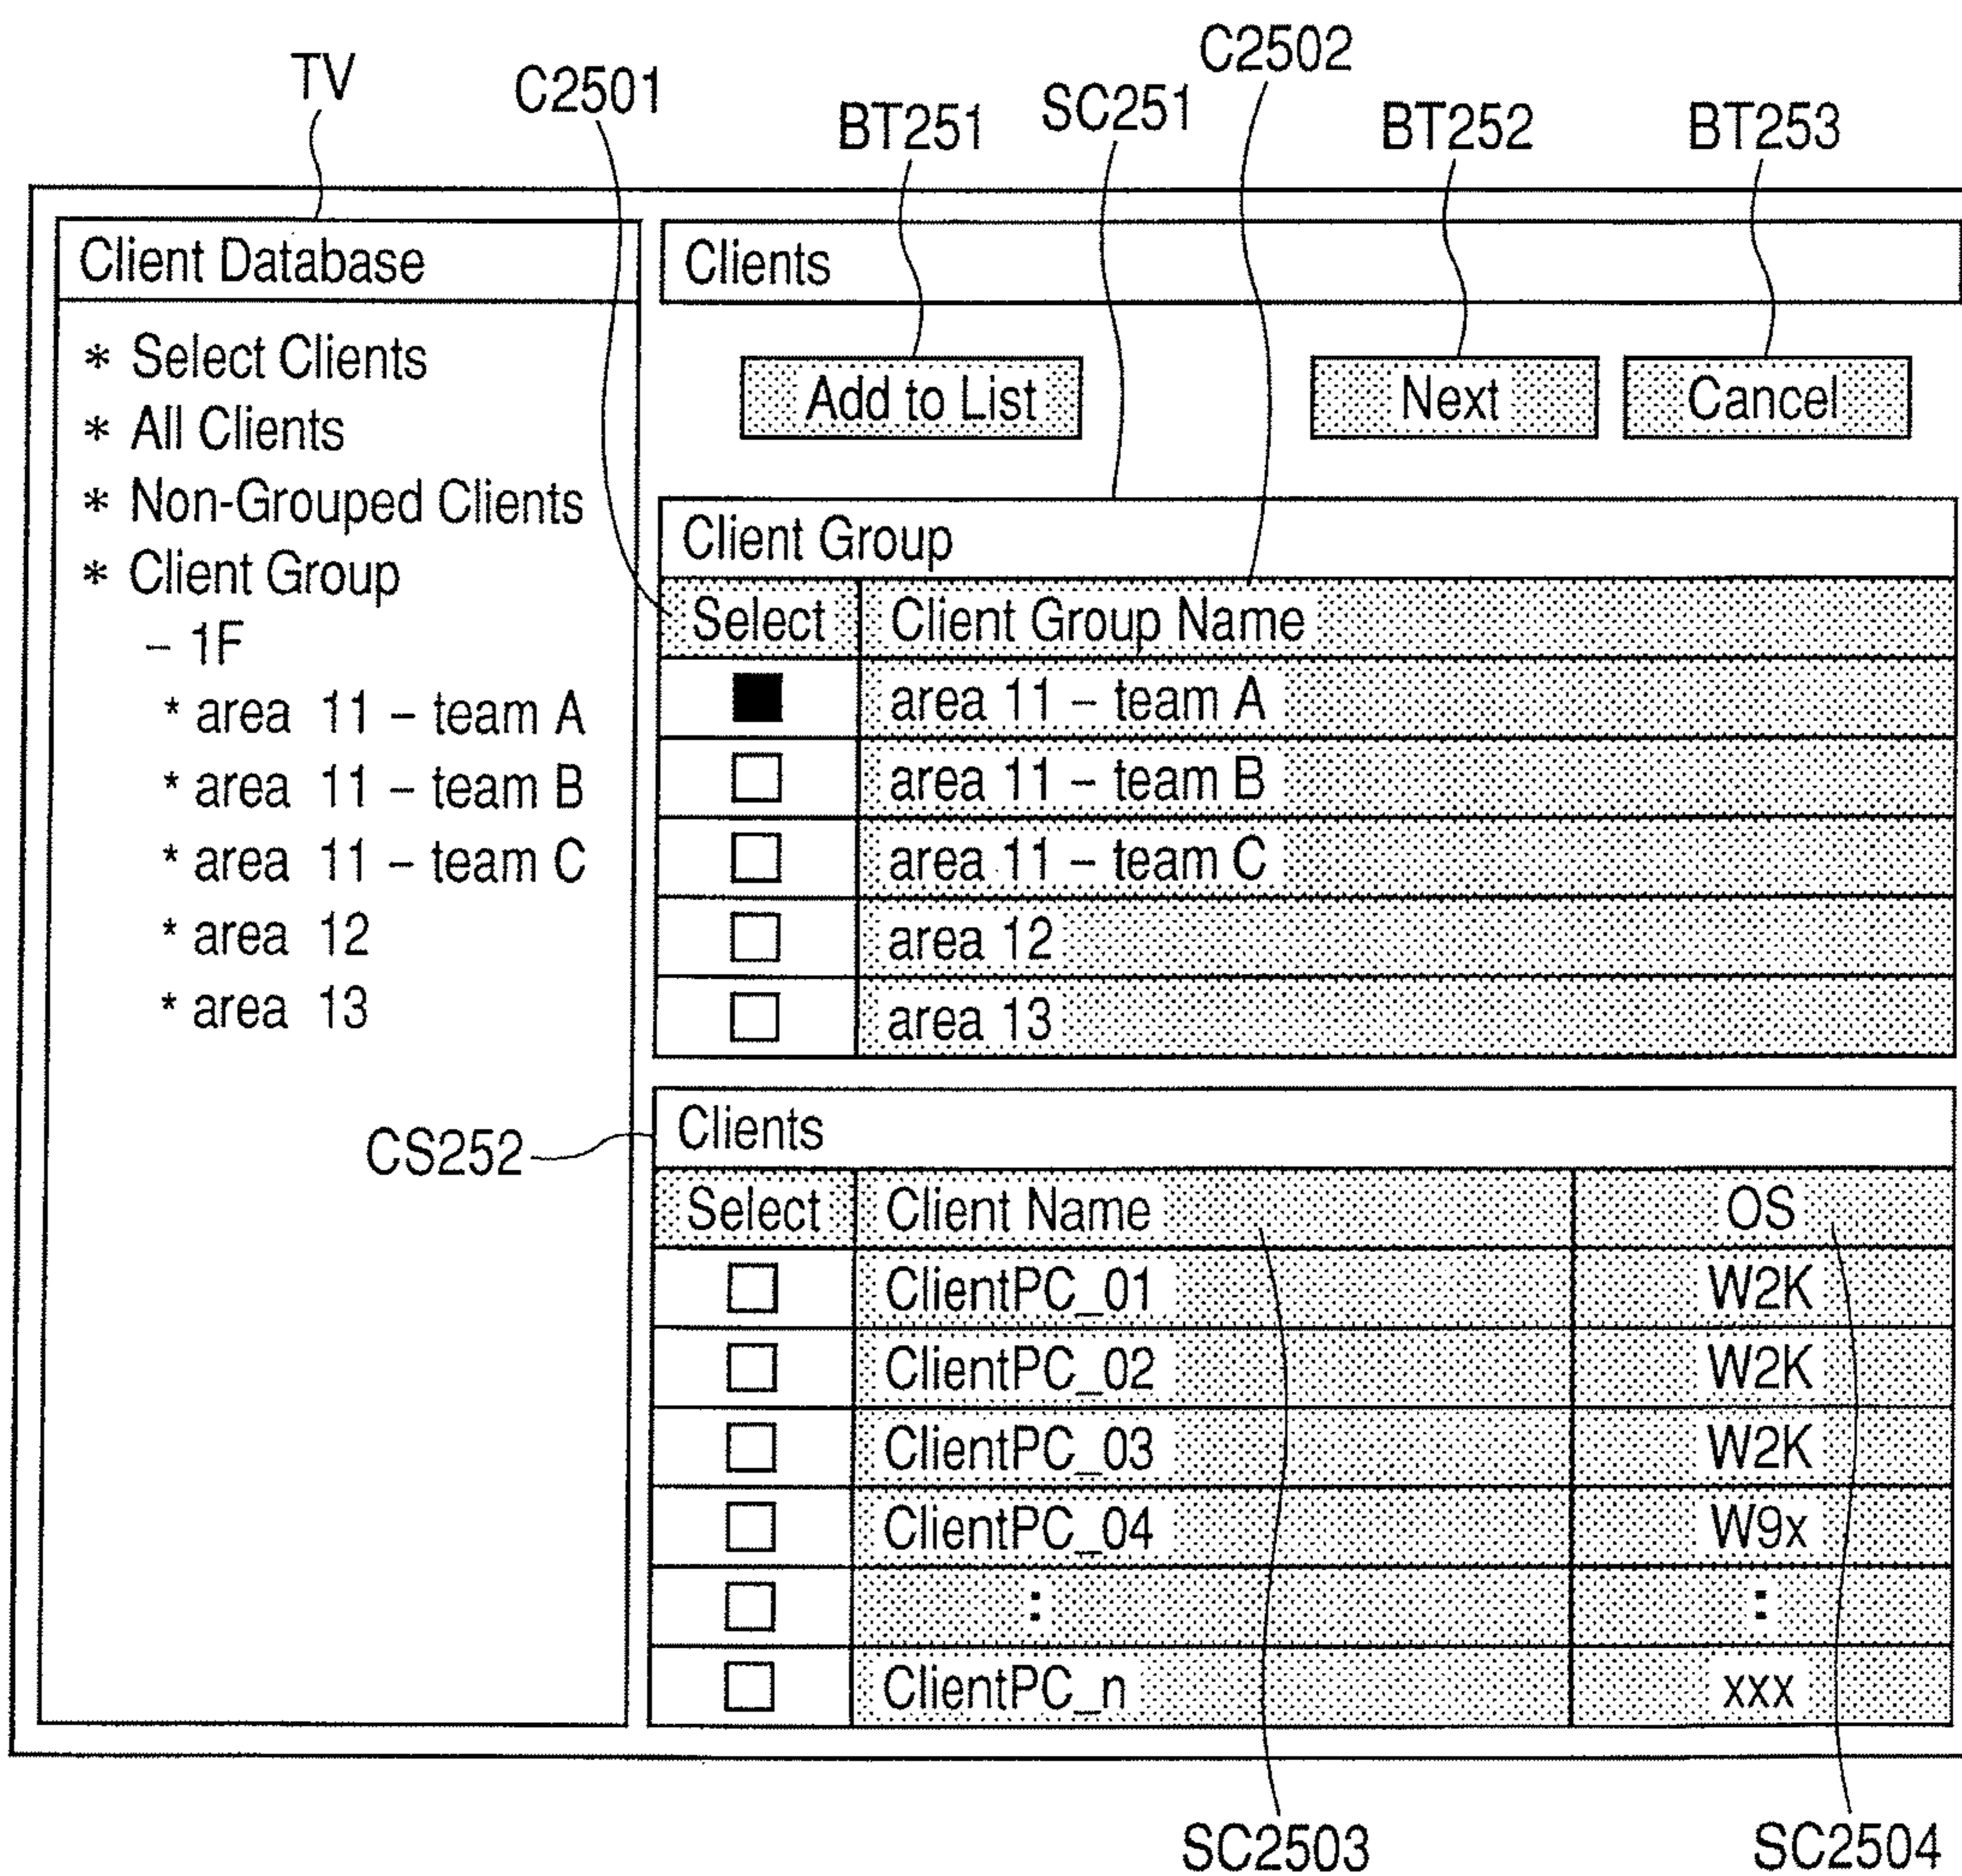 TV
C2501
BT251
SC251
C2502
BT252
BT253
Client Database
* Select Clients
* All Clients
* Non-Grouped Clients
* Client Group
– 1F
* area 11 – team A
* area 11 – team B
* area 11 – team C
* area 12
* area 13
Clients
Add to List
Next
Cancel
Client Group
Select Client Group Name
area 11 – team A
area 11 – team B
area 11 – team C
area 12
area 13
CS252
Clients
Select Client Name OS
ClientPC_01 W2K
ClientPC_02 W2K
ClientPC_03 W2K
ClientPC_04 W9x
: :
ClientPC_n xxx
SC2503
SC2504